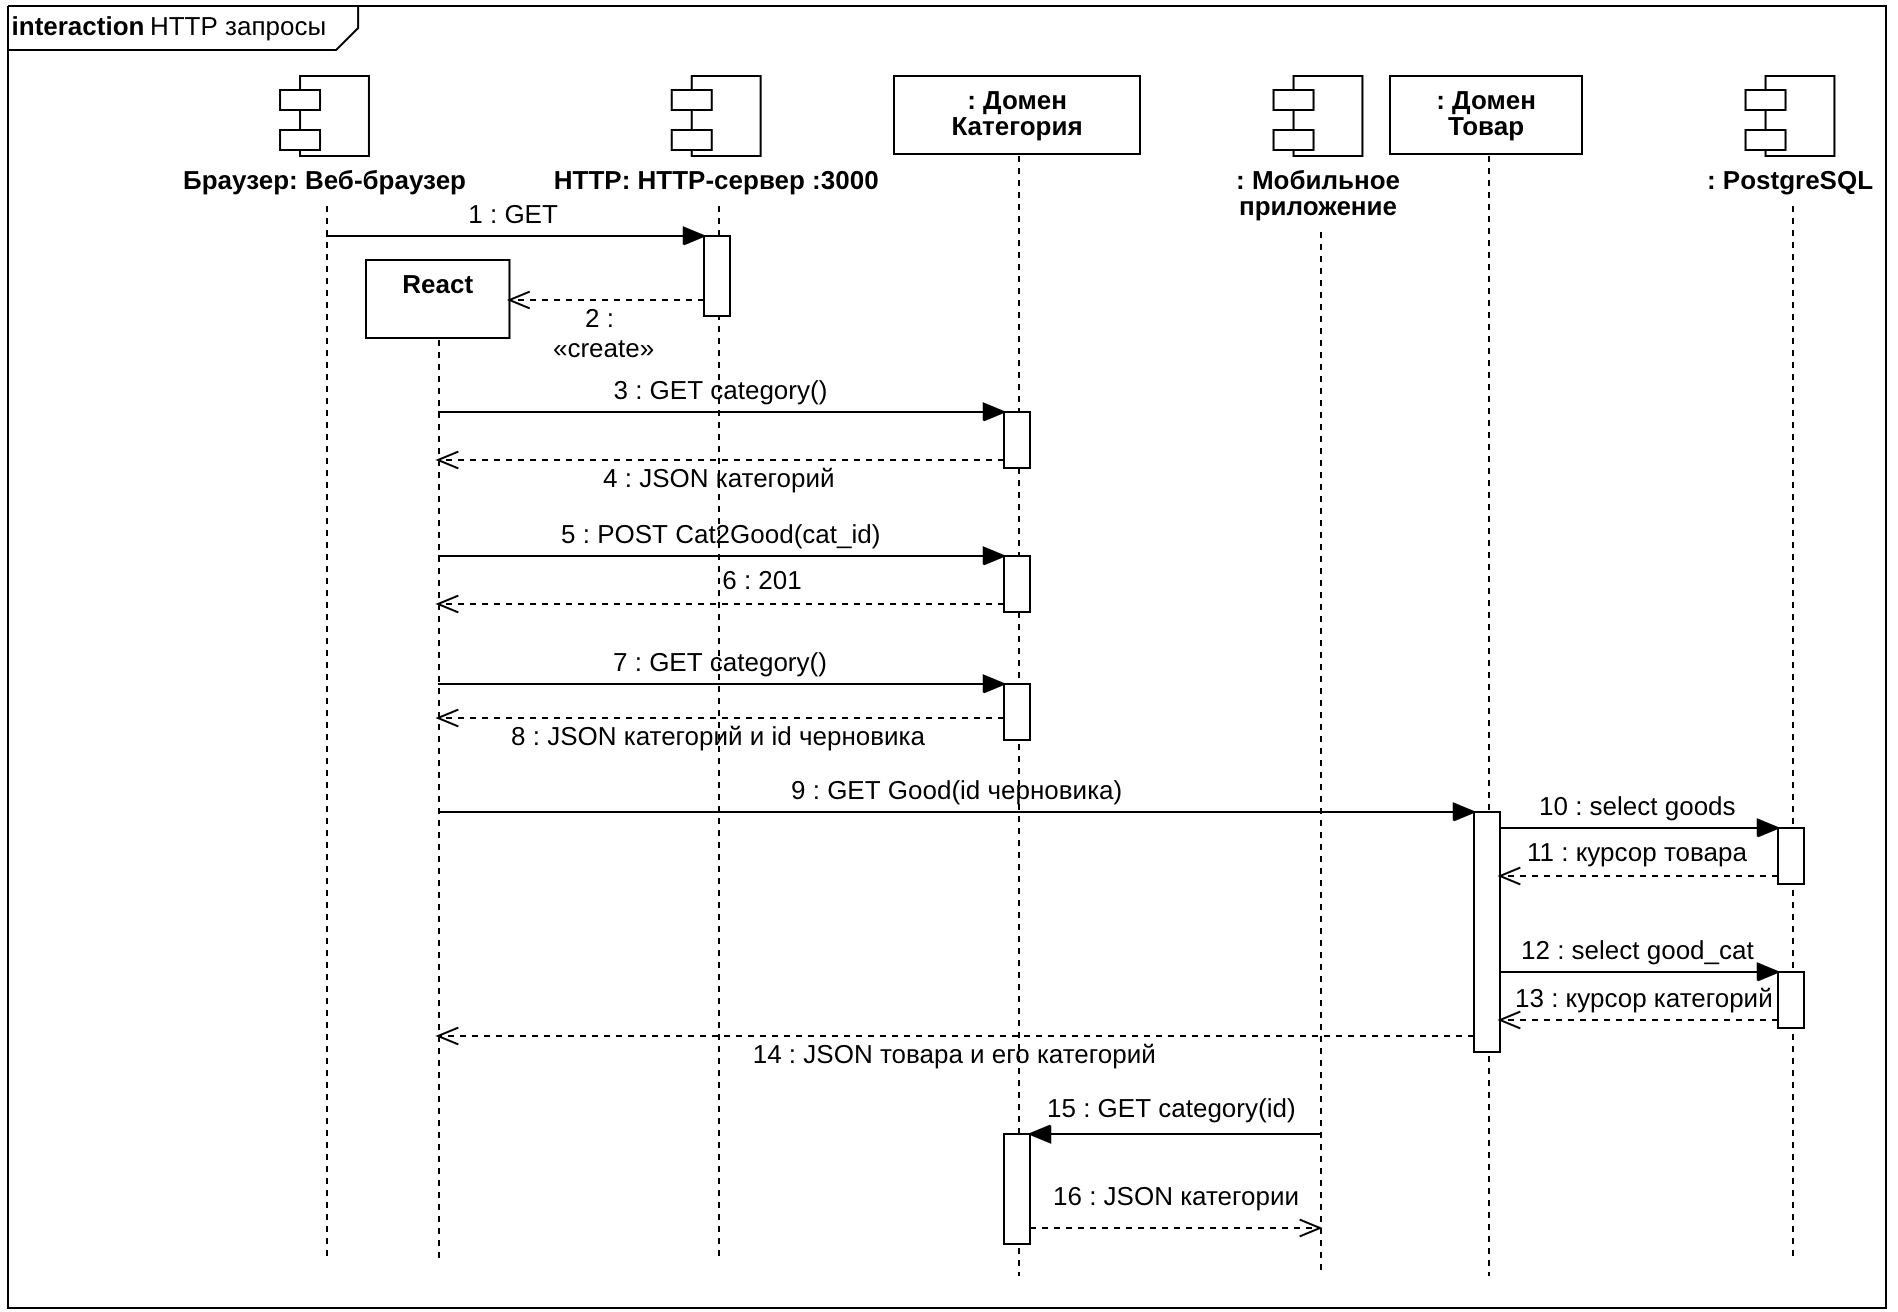 interaction HTTP запросы
: Домен
Категория
: Домен
Товар
Браузер: Веб-браузер
HTTP: HTTP-сервер :3000
: Мобильное
приложение
: PostgreSQL
1 : GET
React
2 :
«create»
3 : GET category()
4 : JSON категорий
5 : POST Cat2Good(cat_id)
6 : 201
7 : GET category()
8 : JSON категорий и id черновика
9 : GET Good(id черновика)
10 : select goods
11 : курсор товара
12 : select good_cat
13 : курсор категорий
14 : JSON товара и его категорий
15 : GET category(id)
16 : JSON категории